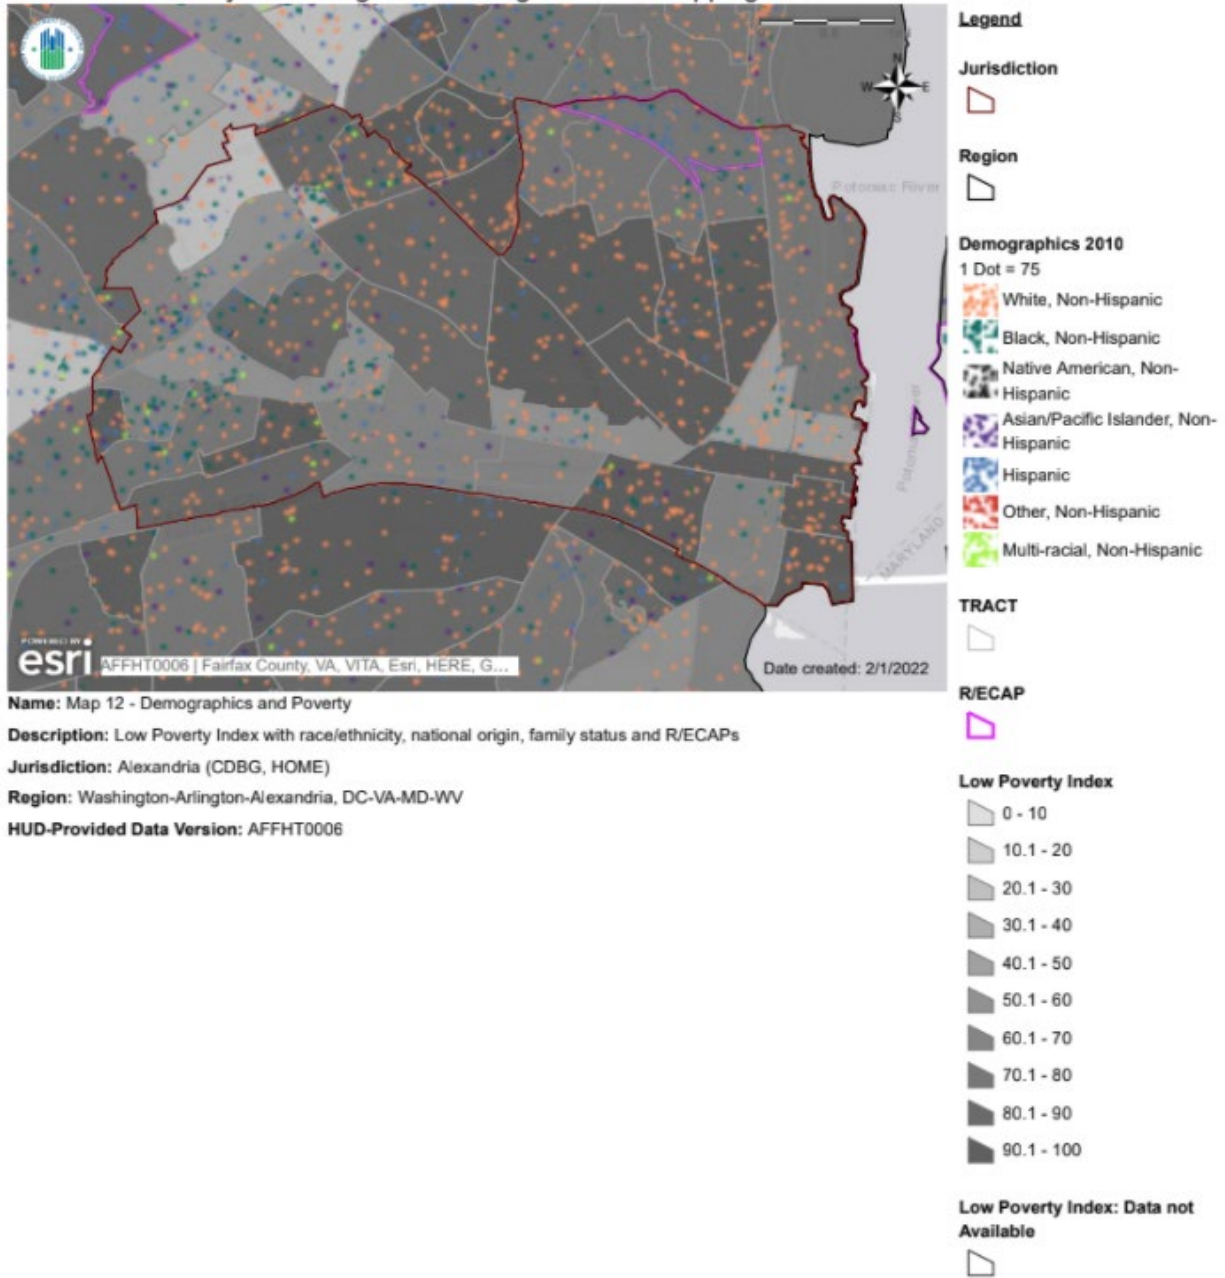 Legend
Jurisdiction
Region
Potomac River
Demographics 2010
1 Dot = 75
White, Non-Hispanic
Black, Non-Hispanic
Native American, Non-
Hispanic
Asian/Pacific Islander, Non-
Hispanic
Hispanic
Other, Non-Hispanic
Multi-racial, Non-Hispanic
N
W
E
S
MARYLAND
TRACT
R/ECAP
POWERED BY
esri
AFFHT0006 | Fairfax County, VA, VITA, Esri, HERE, G...
Date created: 2/1/2022
Name: Map 12 - Demographics and Poverty
Description: Low Poverty Index with race/ethnicity, national origin, family status and R/ECAPs
Jurisdiction: Alexandria (CDBG, HOME)
Region: Washington-Arlington-Alexandria, DC-VA-MD-WV
HUD-Provided Data Version: AFFHT0006
Low Poverty Index
0 - 10
10.1 - 20
20.1 - 30
30.1 - 40
40.1 - 50
50.1 - 60
60.1 - 70
70.1 - 80
80.1 - 90
90.1 - 100
Low Poverty Index: Data not
Available